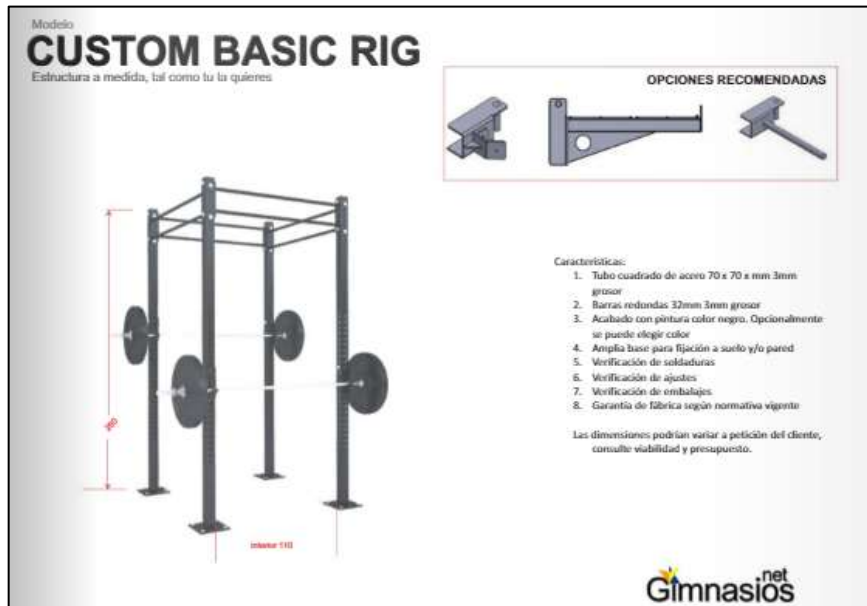 Modelo
CUSTOM BASIC RIG
Estructura a medida, tal como tu la quieres
OPCIONES RECOMENDADAS
Características:
1. Tubo cuadrado de acero 70 x 70 x mm 3mm
grosor
2. Barras redondas 32mm 3mm grosor
3. Acabado con pintura color negro. Opcionalmente
se puede elegir color
4. Amplia base para fijación a suelo y/o pared
5. Verificación de soldaduras
6. Verificación de ajustes
7. Verificación de embalajes
8. Garantía de fábrica según normativa vigente
Las dimensiones podrían variar a petición del cliente,
consulte viabilidad y presupuesto.
interior 110
Gimnasios.net